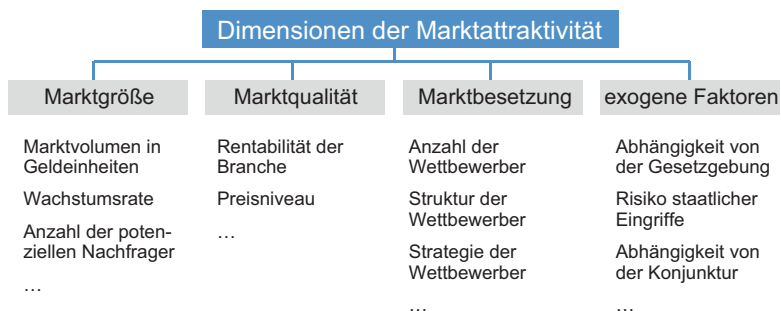 Dimensionen der Marktattraktivität
Marktgröße
Marktvolumen in
Geldeinheiten
Wachstumsrate
Anzahl der poten-
ziellen Nachfrager
…
Marktqualität
Rentabilität der
Branche
Preisniveau
…
Marktbesetzung
Anzahl der
Wettbewerber
Struktur der
Wettbewerber
Strategie der
Wettbewerber
…
exogene Faktoren
Abhängigkeit von
der Gesetzgebung
Risiko staatlicher
Eingriffe
Abhängigkeit von
der Konjunktur
…